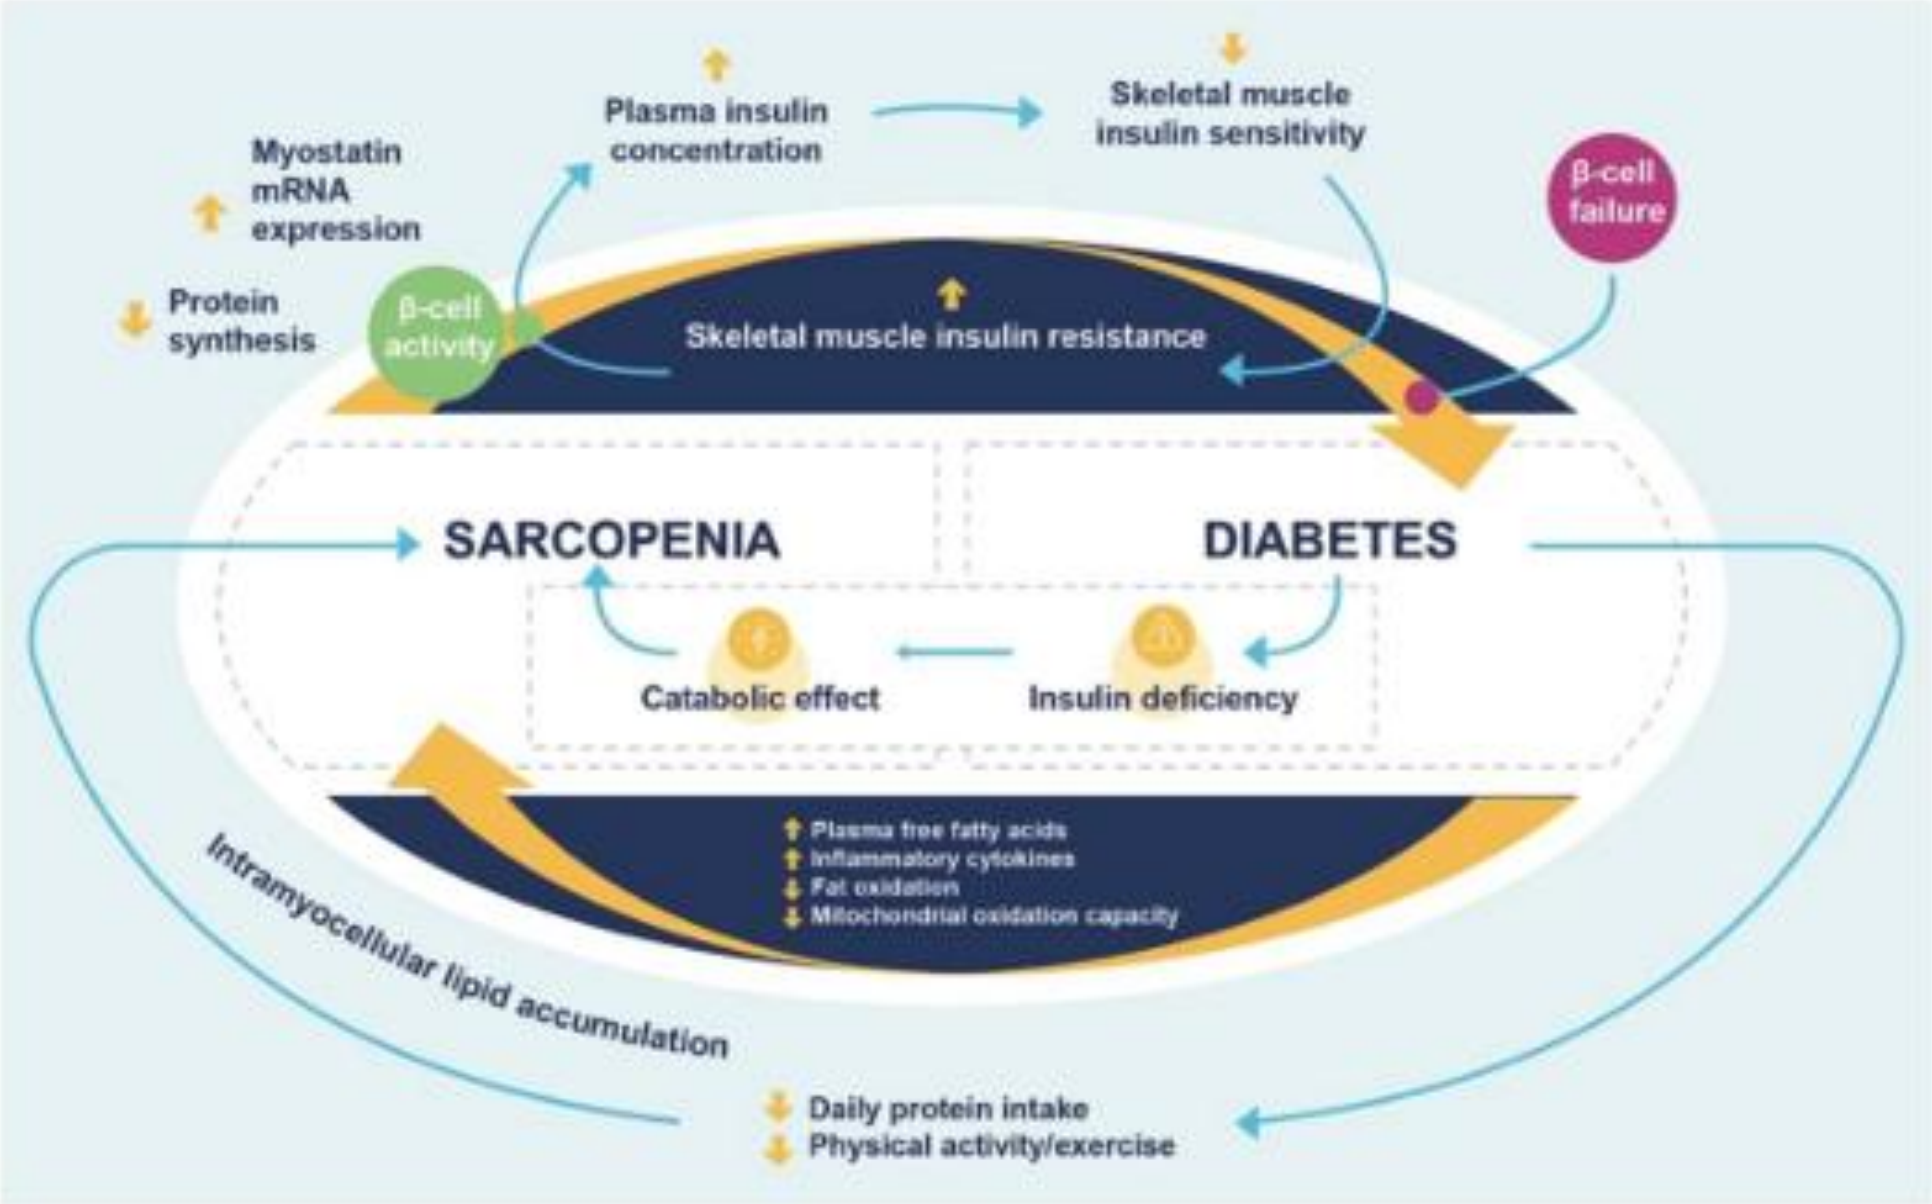 Plasma insulin
concentration
Skeletal muscle
insulin sensitivity
Myostatin
mRNA
expression
β-cell
failure
Protein
synthesis
β-cell
activity
Skeletal muscle insulin resistance
SARCOPENIA
DIABETES
Catabolic effect
Insulin deficiency
Plasma free fatty acids
Inflammatory cytokines
Fat oxidation
Mitochondrial oxidation capacity
Intramyocellular lipid accumulation
Daily protein intake
Physical activity/exercise